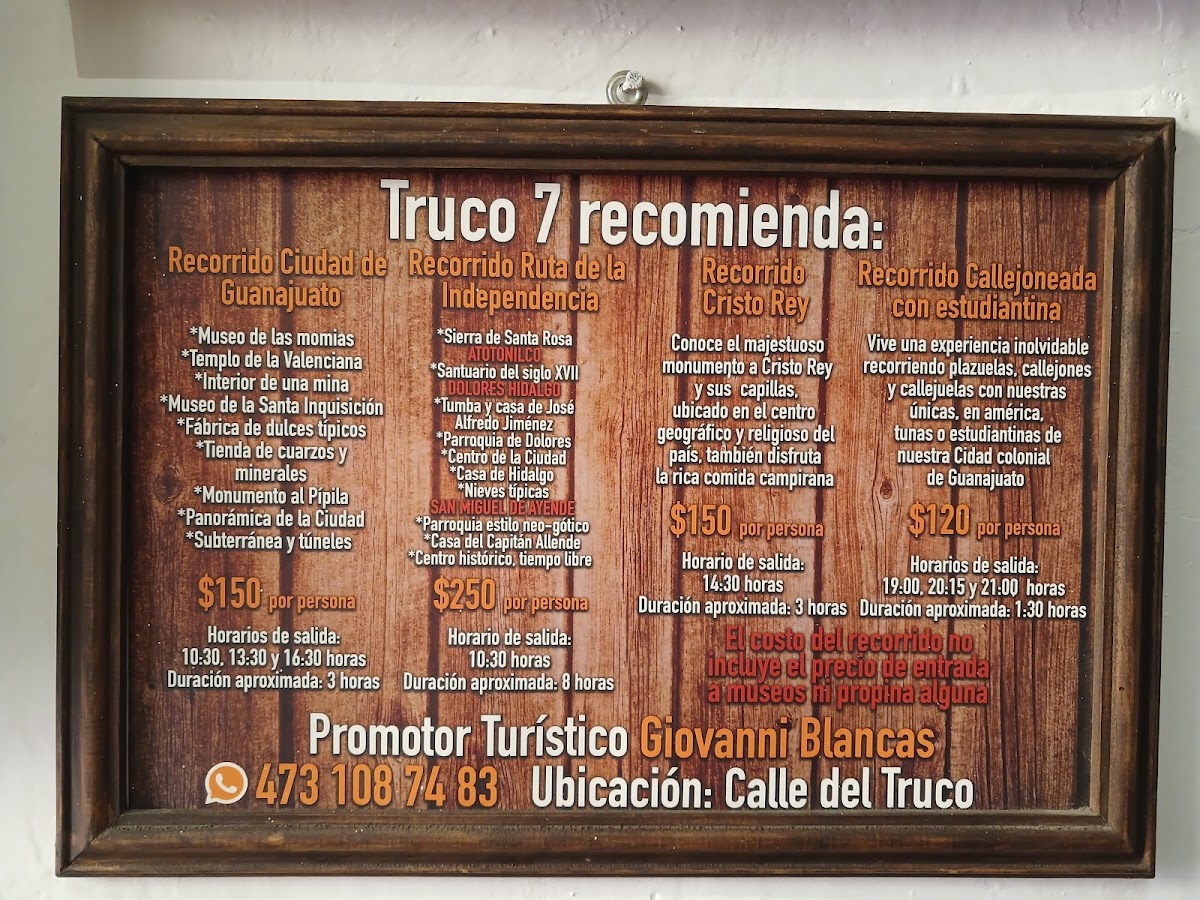 Truco 7 recomienda:
Recorrido Ciudad de
Guanajuato
*Museo de las momias
*Templo de la Valenciana
*Interior de una mina
*Museo de la Santa Inquisición
*Fábrica de dulces típicos
*Tienda de cuarzos y
minerales
*Monumento al Pípila
*Panorámica de la Ciudad
*Subterránea y túneles
$150 por persona
Horarios de salida:
10:30, 13:30 y 16:30 horas
Duración aproximada: 3 horas
Recorrido Ruta de la
Independencia
*Sierra de Santa Rosa
ATOTONILCO
*Santuario del siglo XVII
DOLORES HIDALGO
*Tumba y casa de José
Alfredo Jiménez
*Parroquia de Dolores
*Centro de la Ciudad
*Casa de Hidalgo
*Nieves típicas
SAN MIGUEL DE AYENDE
*Parroquia estilo neo-gótico
*Casa del Capitán Allende
*Centro histórico, tiempo libre
$250 por persona
Horario de salida:
10:30 horas
Duración aproximada: 8 horas
Recorrido
Cristo Rey
Conoce el majestuoso
monumento a Cristo Rey
y sus capillas,
ubicado en el centro
geográfico y religioso del
país, también disfruta
la rica comida campirana
$150 por persona
Horario de salida:
14:30 horas
Duración aproximada: 3 horas
Recorrido Callejoneada
con estudiantina
Vive una experiencia inolvidable
recorriendo plazuelas, callejones
y callejuelas con nuestras
únicas, en américa,
tunas o estudiantinas de
nuestra Cidad colonial
de Guanajuato
$120 por persona
Horarios de salida:
19:00, 20:15 y 21:00 horas
Duración aproximada: 1:30 horas
El costo del recorrido no
incluye el precio de entrada
a museos ni propina alguna
Promotor Turístico Giovanni Blancas
473 108 74 83 Ubicación: Calle del Truco